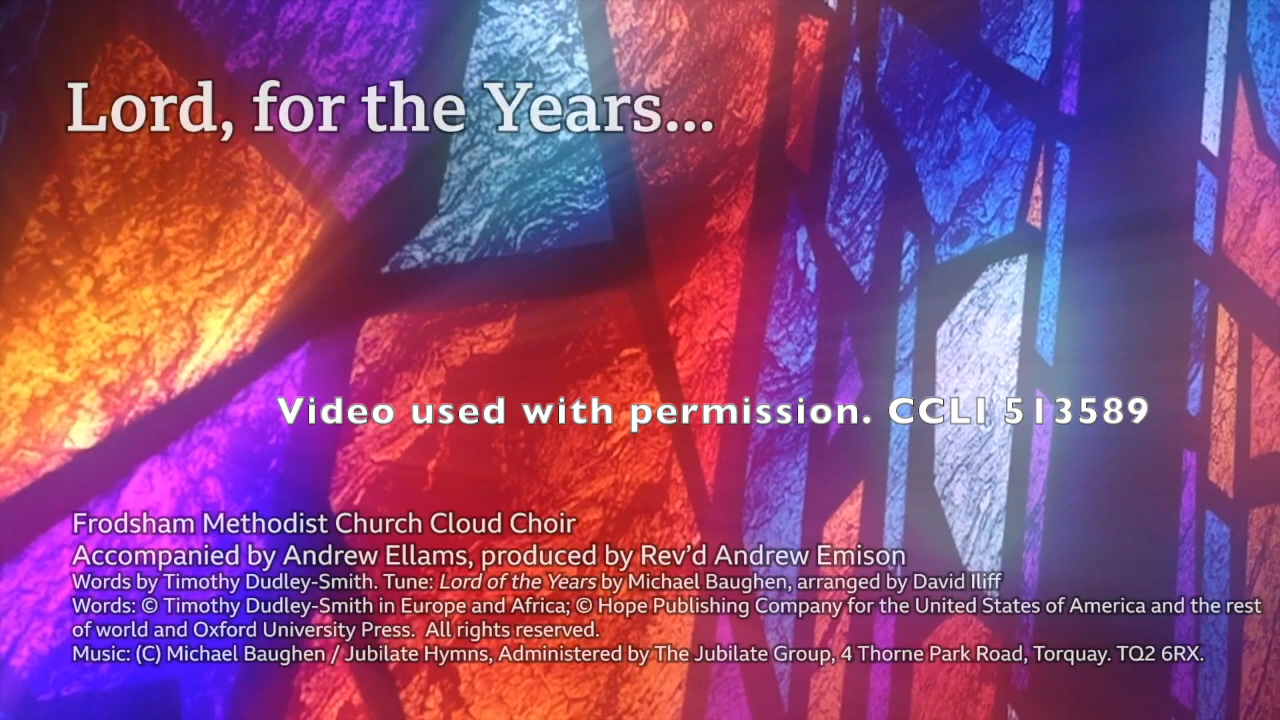 Lord, for the Years...
Video used with permission. CCLI 513589
Frodsham Methodist Church Cloud Choir
Accompanied by Andrew Ellams, produced by Rev’d Andrew Emison
Words by Timothy Dudley-Smith. Tune: Lord of the Years by Michael Baughen, arranged by David Iliff
Words: © Timothy Dudley-Smith in Europe and Africa; © Hope Publishing Company for the United States of America and the rest
of world and Oxford University Press.  All rights reserved.
Music: (C) Michael Baughen / Jubilate Hymns, Administered by The Jubilate Group, 4 Thorne Park Road, Torquay. TQ2 6RX.